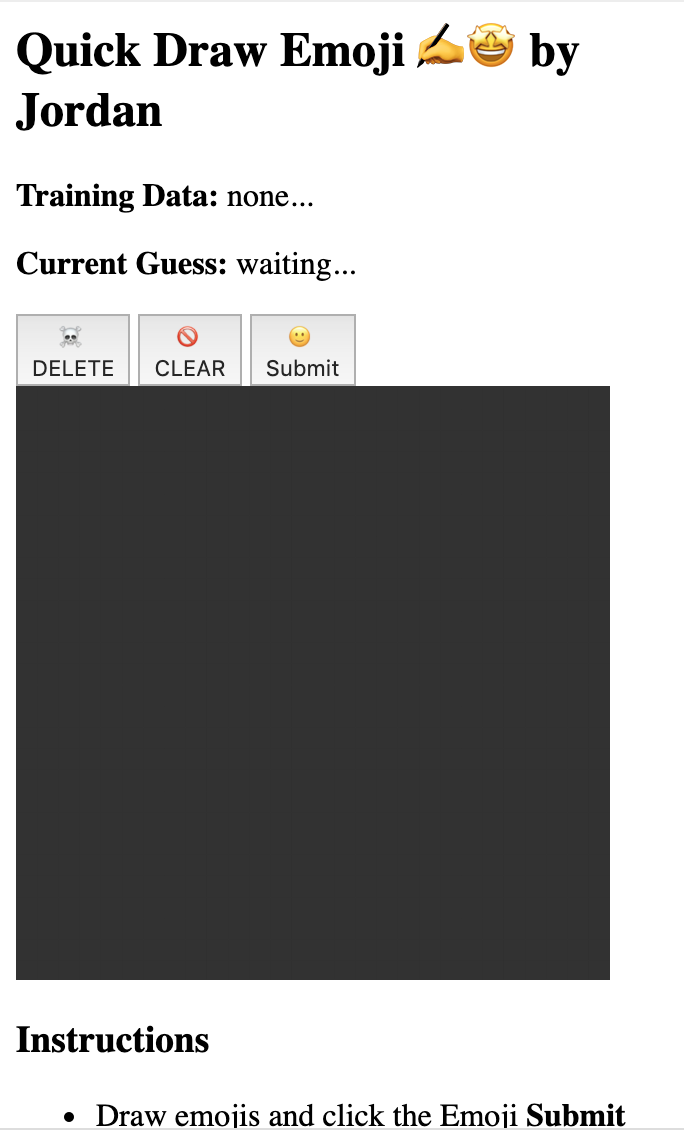 Quick Draw Emoji ✍️🤩 by
Jordan
Training Data: none...
Current Guess: waiting...
☠️ 🚫 🙂
DELETE CLEAR Submit
Instructions
• Draw emojis and click the Emoji Submit